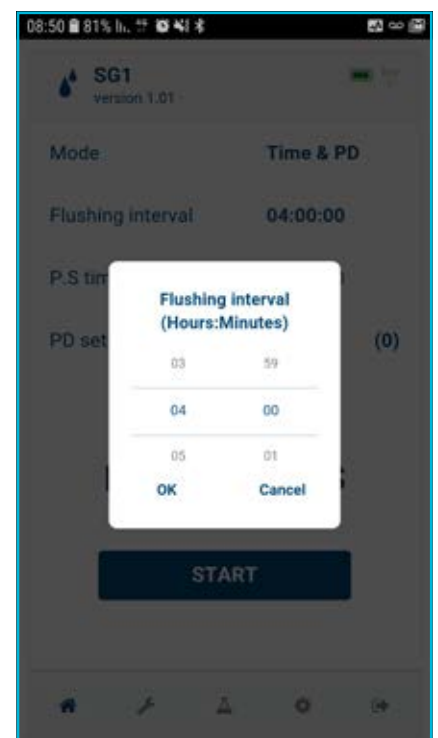 08:50 81%
SG1
version 1.01
Mode Time & PD
Flushing interval 04:00:00
P.S tim
Flushing interval
(Hours:Minutes)
PD set (0)
03 59
04 00
05 01
OK Cancel
START